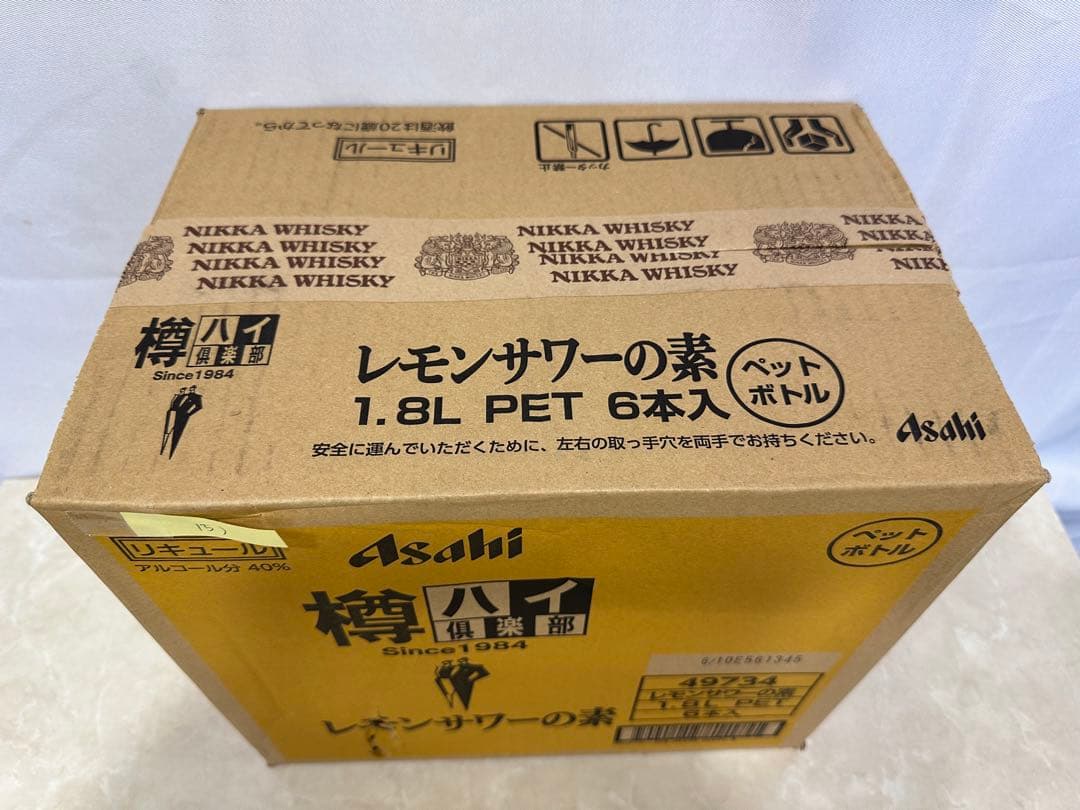 飲酒は20歳になってから。
リキュール
カッター禁止
NIKKA WHISKY
NIKKA WHISKY
NIKKA WHISKY
NIKKA WHISKY
NIKKA WHISKY
NIKKA WHISKY
NIKKA WHISKY
NIKKA WHISKY
NIKKA
NIKK
NIKK
樽ハイ
倶楽部
Since1984
レモンサワーの素
1.8L PET 6本入
ペット
ボトル
安全に運んでいただくために、左右の取っ手穴を両手でお持ちください。
Asahi
リキュール
アルコール分 40%
Asahi
ペット
ボトル
樽ハイ
倶楽部
Since1984
レモンサワーの素
6/10E561345
49734
レモンサワーの素
1.8L PET
6本入